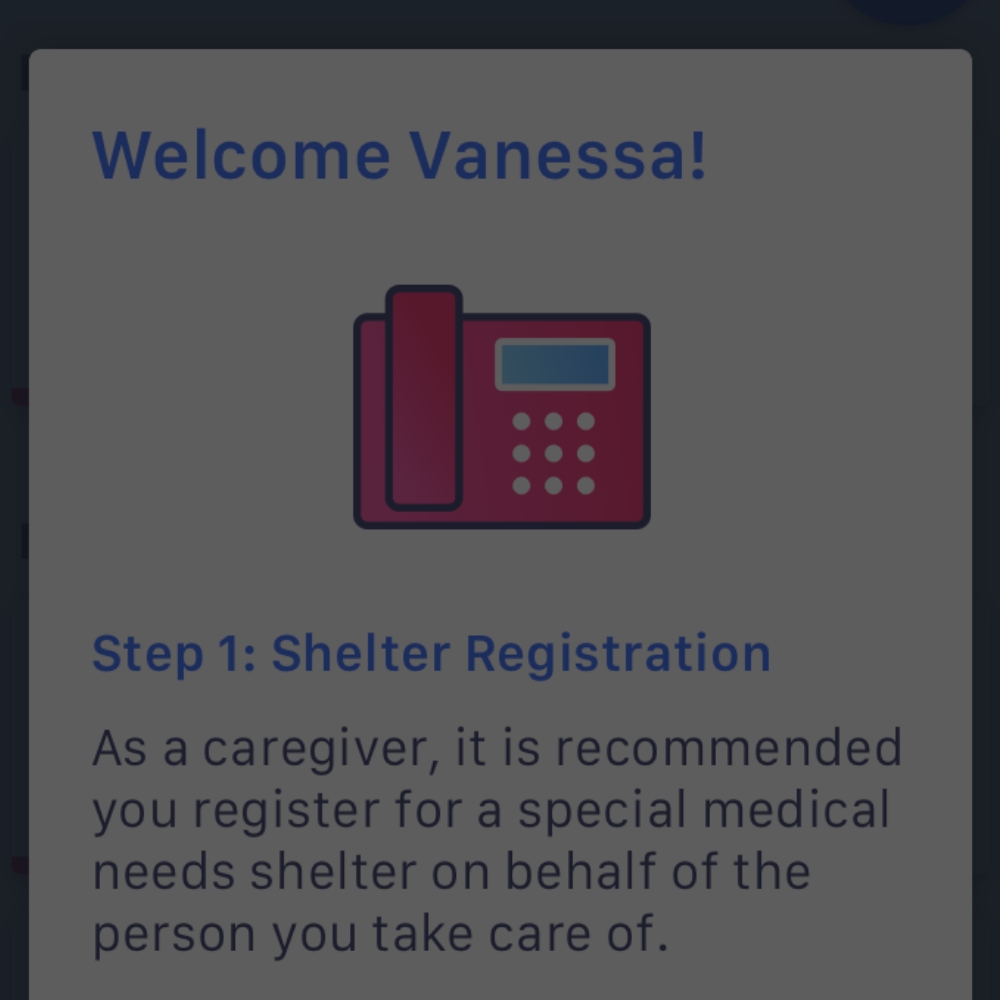 Welcome Vanessa!
Step 1: Shelter Registration
As a caregiver, it is recommended
you register for a special medical
needs shelter on behalf of the
person you take care of.